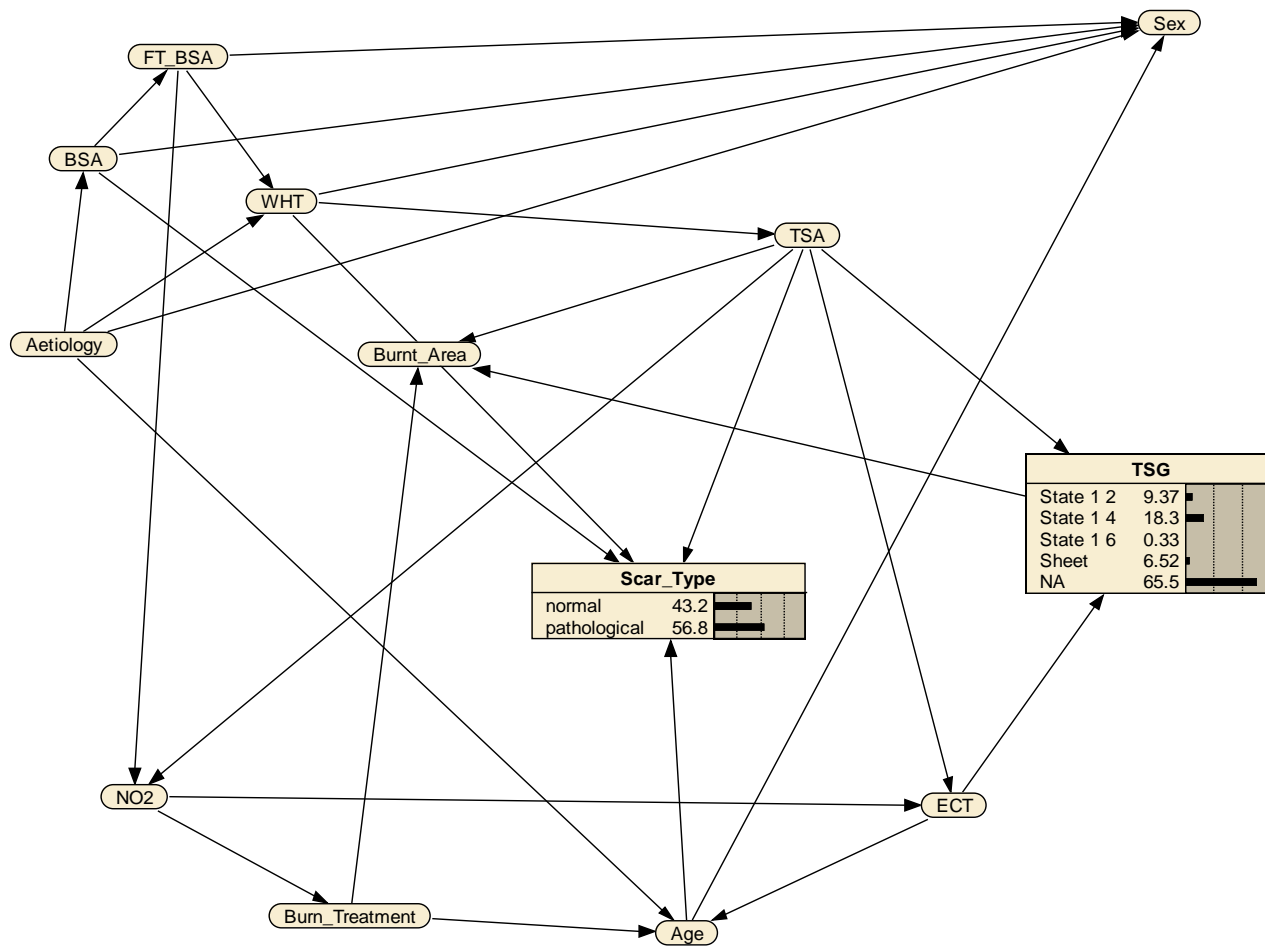 Sex
FT_BSA
BSA
WHT
TSA
Aetiology
Burnt_Area
TSG
State 1 2 9.37
State 1 4 18.3
State 1 6 0.33
Sheet 6.52
NA 65.5
Scar_Type
normal 43.2
pathological 56.8
NO2
ECT
Burn_Treatment
Age